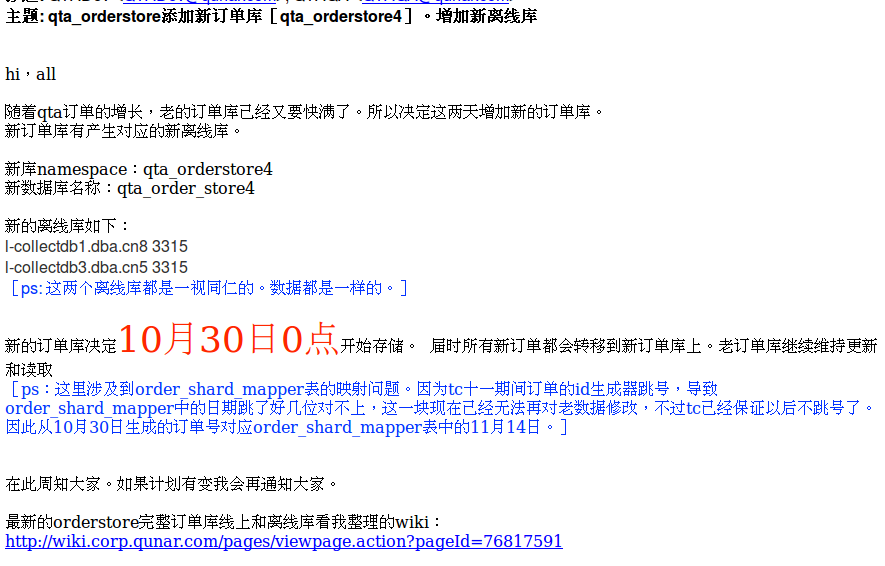 主题: qta_orderstore添加新订单库［qta_orderstore4］。增加新离线库
hi，all
随着qta订单的增长，老的订单库己经又要快满了。所以决定这两天增加新的订单库。
新订单库有产生对应的新离线库。
新库namespace：qta_orderstore4
新数据库名称：qta_order_store4
新的离线库如下：
l-collectdb1.dba.cn8 3315
l-collectdb3.dba.cn5 3315
［ps: 这两个离线库都是一视同仁的。数据都是一样的。］
新的订单库决定10月30日0点开始存储。 届时所有新订单都会转移到新订单库上。老订单库继续维持更新
和读取
［ps：这里涉及到order_shard_mapper表的映射问题。因为tc十一期间订单的id生成器跳号，导致
order_shard_mapper中的日期跳了好几位对不上，这一块现在己经无法再对老数据修改，不过tc己经保证以后不跳号了。
因此从10月30日生成的订单号对应order_shard_mapper表中的11月14日。］
在此周知大家。如果计划有变我会再通知大家。
最新的orderstore完整订单库线上和离线库看我整理的wiki：
http://wiki.corp.qunar.com/pages/viewpage.action?pageId=76817591